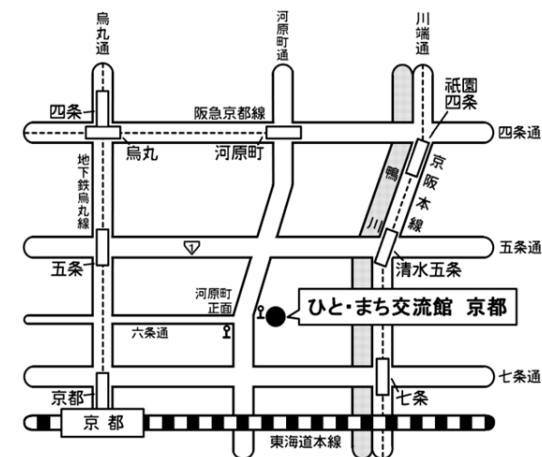 烏丸通
河原町通
川端通
祇園
四条
四条
阪急京都線
四条通
烏丸
河原町
地下鉄烏丸線
鴨川
京阪本線
1
五条通
五条
清水五条
河原町
正面
ひと・まち交流館 京都
六条通
七条通
京都
七条
京都
東海道本線